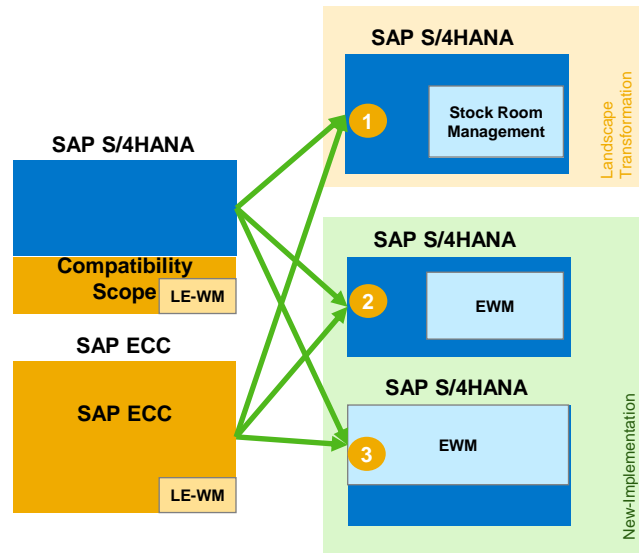 SAP S/4HANA
Compatibility
Scope
LE-WM
SAP ECC
SAP ECC
LE-WM
SAP S/4HANA
1
Stock Room
Management
Landscape
Transformation
SAP S/4HANA
2
EWM
SAP S/4HANA
EWM
3
New-Implementation